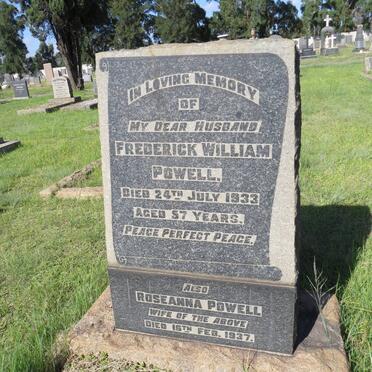 IN LOVING MEMORY
OF
MY DEAR HUSBAND
FREDERICK WILLIAM
POWELL.
DIED 24TH JULY 1933
AGED 57 YEARS.
PEACE PERFECT PEACE.
ALSO
ROSEANNA POWELL
WIFE OF THE ABOVE
DIED 16TH FEB. 1937.